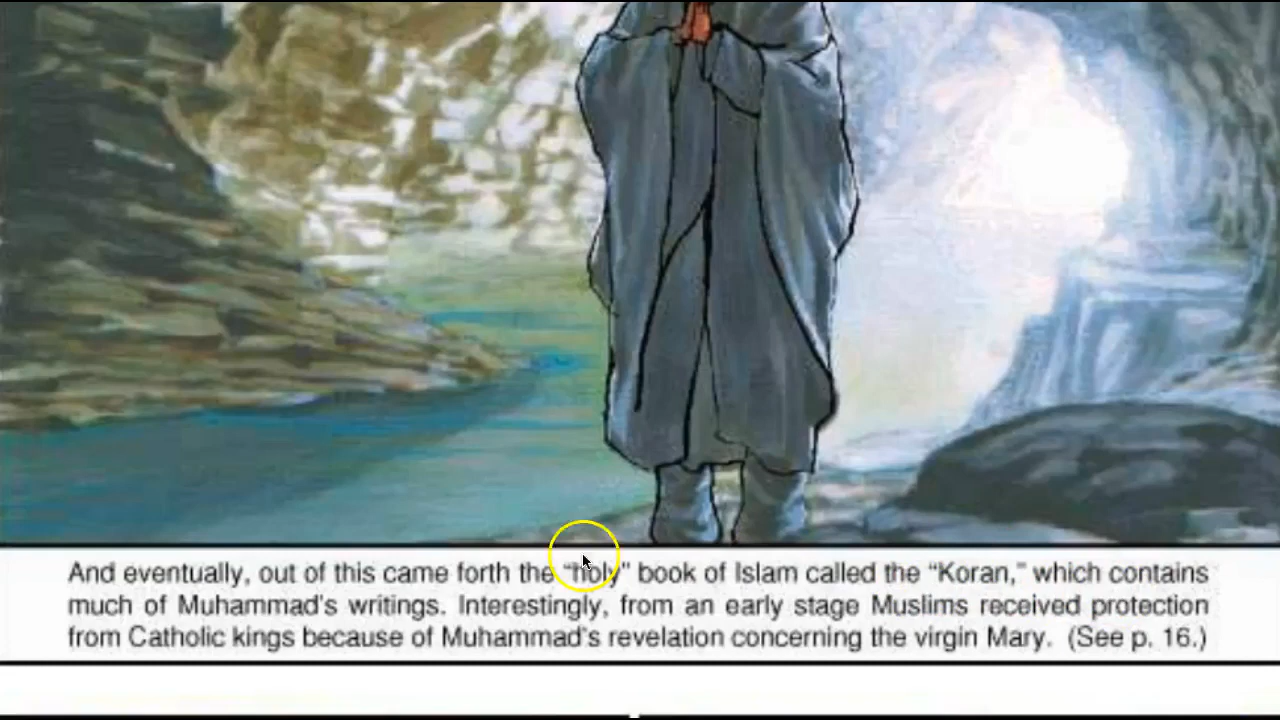 And eventually, out of this came forth the “holy” book of Islam called the “Koran,” which contains
much of Muhammad’s writings. Interestingly, from an early stage Muslims received protection
from Catholic kings because of Muhammad’s revelation concerning the virgin Mary. (See p. 16.)